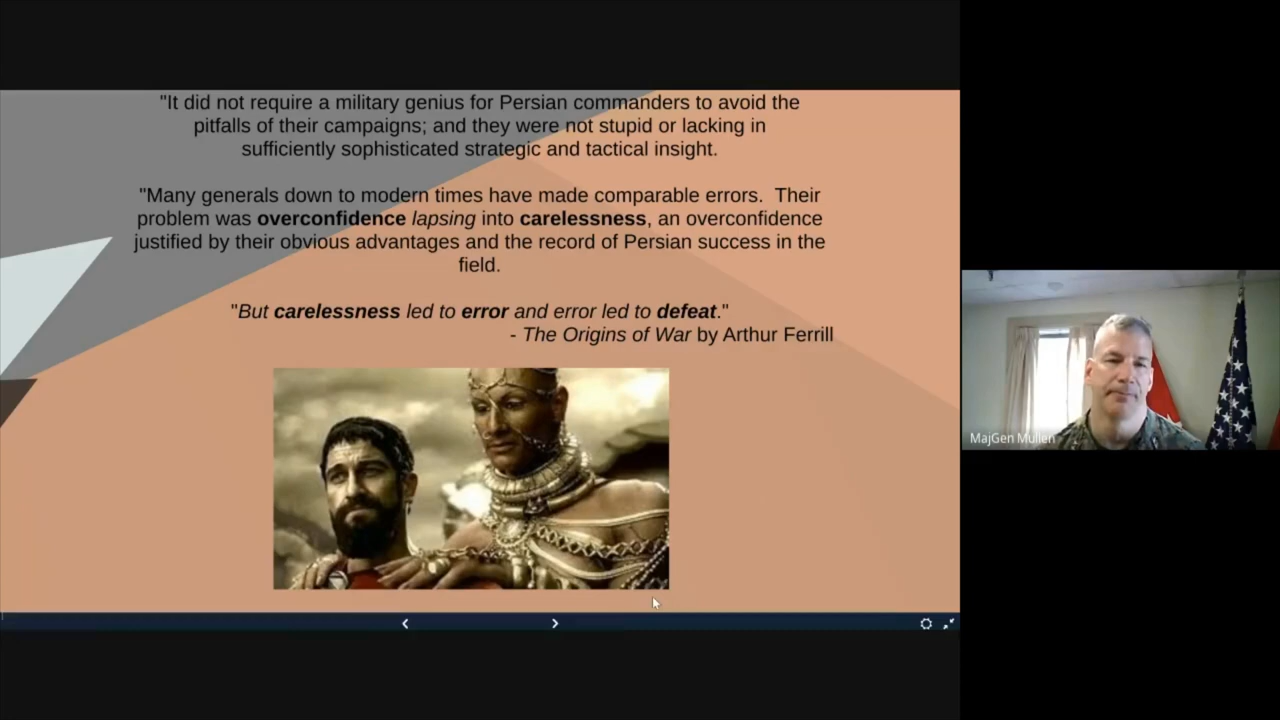 "It did not require a military genius for Persian commanders to avoid the
pitfalls of their campaigns; and they were not stupid or lacking in
sufficiently sophisticated strategic and tactical insight.
"Many generals down to modern times have made comparable errors.  Their
problem was overconfidence lapsing into carelessness, an overconfidence
justified by their obvious advantages and the record of Persian success in the
field.
"But carelessness led to error and error led to defeat."
- The Origins of War by Arthur Ferrill
MajGen Mullen